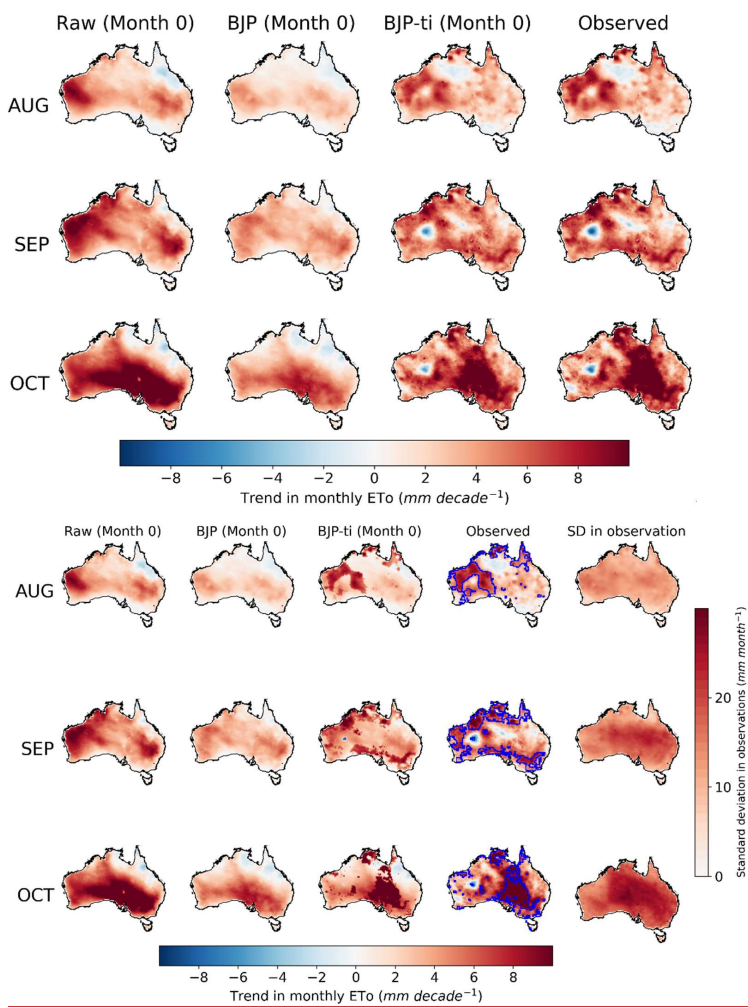 Raw (Month 0) BJP (Month 0) BJP-ti (Month 0) Observed
AUG
SEP
OCT
−8 −6 −4 −2 0 2 4 6 8
Trend in monthly ETo (mm decade⁻¹)
Raw (Month 0) BJP (Month 0) BJP-ti (Month 0) Observed SD in observation
AUG
SEP
OCT
20
10
0
Standard deviation in observations (mm month⁻¹)
−8 −6 −4 −2 0 2 4 6 8
Trend in monthly ETo (mm decade⁻¹)